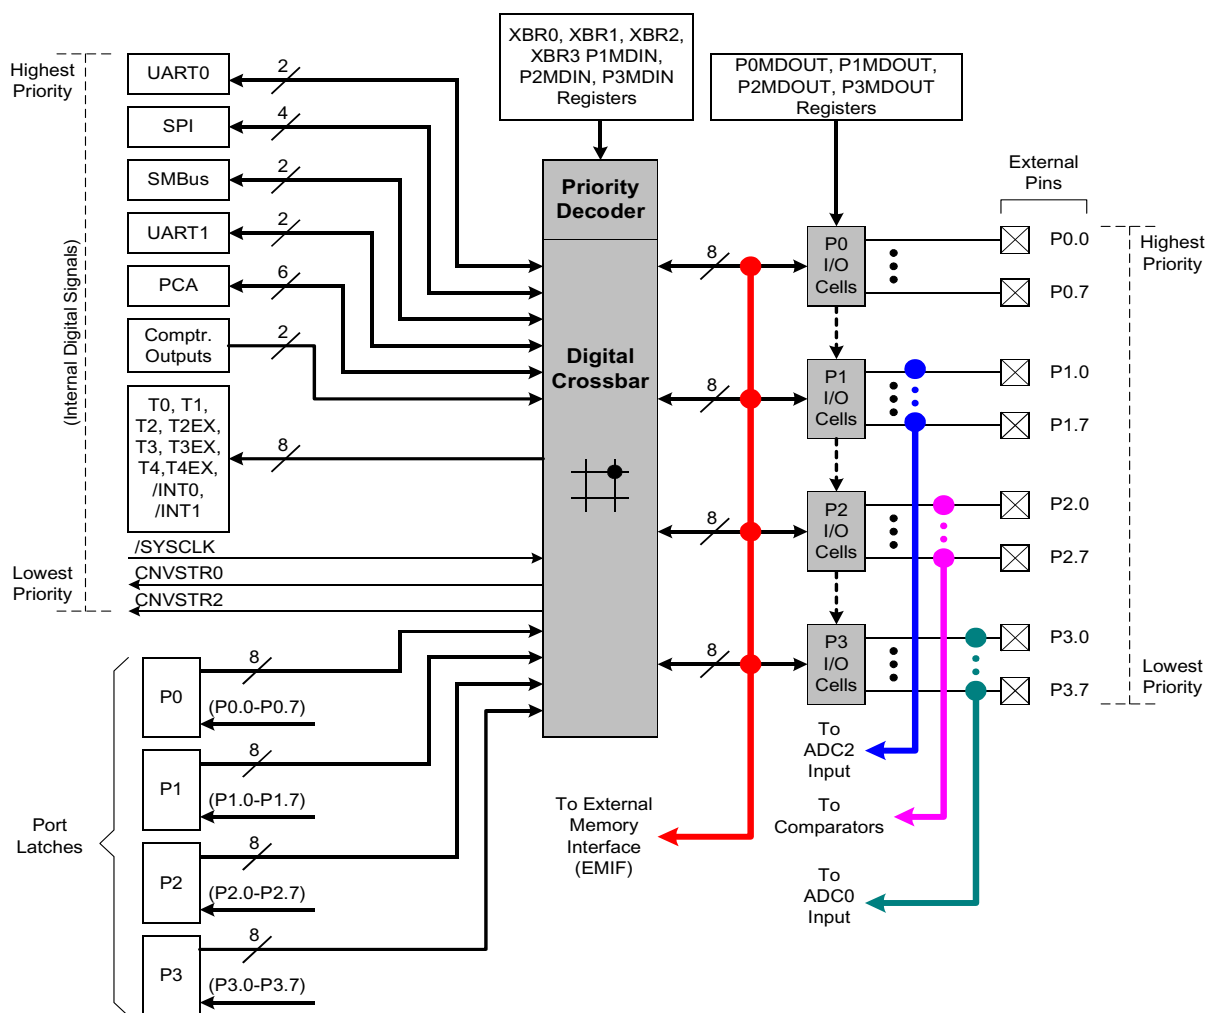 XBR0, XBR1, XBR2,
XBR3 P1MDIN,
P2MDIN, P3MDIN
Registers
P0MDOUT, P1MDOUT,
P2MDOUT, P3MDOUT
Registers
Highest
Priority
(Internal Digital Signals)
Lowest
Priority
UART0
2
SPI
4
SMBus
2
UART1
2
PCA
6
Comptr.
Outputs
2
T0, T1,
T2, T2EX,
T3, T3EX,
T4,T4EX,
/INT0,
/INT1
8
/SYSCLK
CNVSTR0
CNVSTR2
Port
Latches
P0
8
(P0.0-P0.7)
P1
8
(P1.0-P1.7)
P2
8
(P2.0-P2.7)
P3
8
(P3.0-P3.7)
Priority
Decoder
Digital
Crossbar
8
8
8
8
P0
I/O
Cells
P1
I/O
Cells
P2
I/O
Cells
P3
I/O
Cells
External
Pins
P0.0
P0.7
P1.0
P1.7
P2.0
P2.7
P3.0
P3.7
Highest
Priority
Lowest
Priority
To External
Memory
Interface
(EMIF)
To
ADC2
Input
To
Comparators
To
ADC0
Input